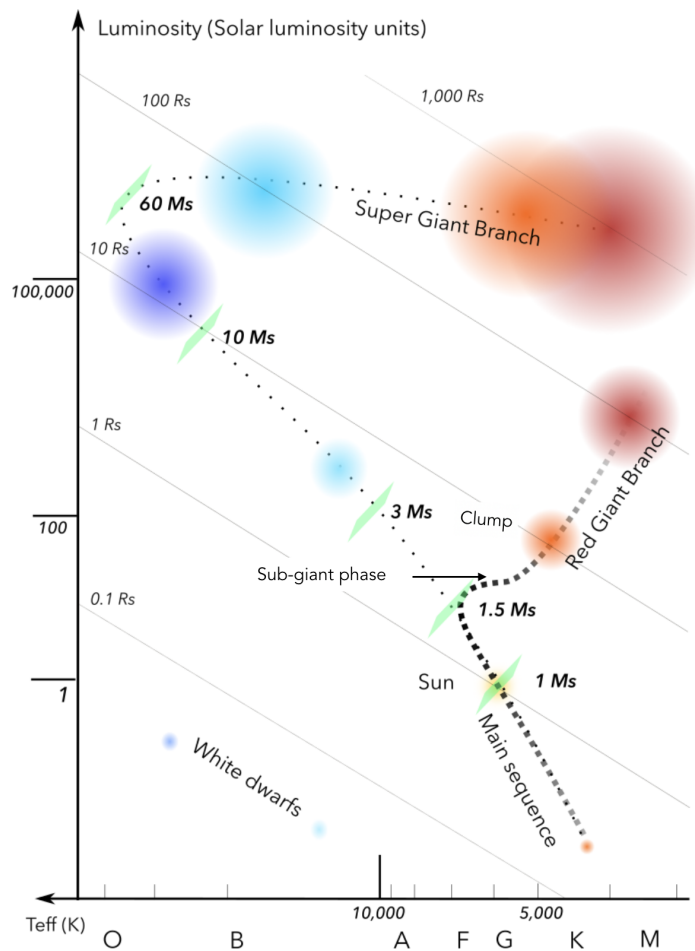 Luminosity (Solar luminosity units)
100 Rs
1,000 Rs
60 Ms
Super Giant Branch
10 Rs
100,000
10 Ms
1 Rs
Red Giant Branch
100
3 Ms
Clump
Sub-giant phase
0.1 Rs
1.5 Ms
Sun
1 Ms
1
Main sequence
White dwarfs
10,000
5,000
Teff (K)
O B A F G K M